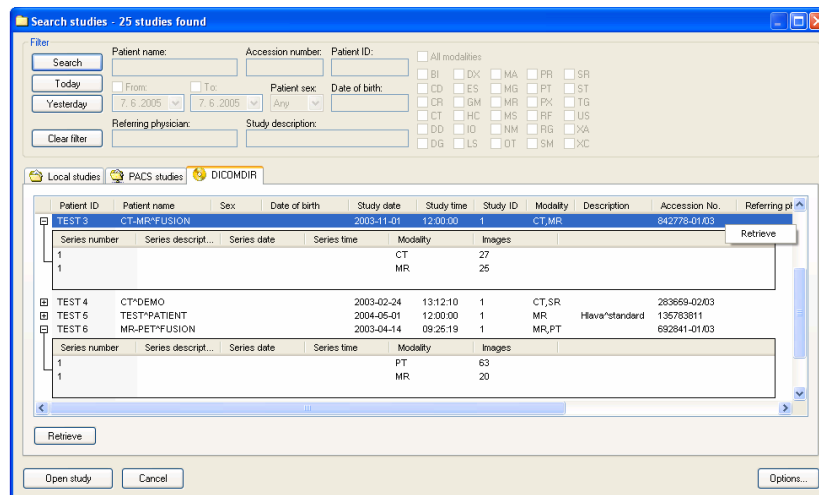 Search studies - 25 studies found
Filter
Search
Today
Yesterday
Clear filter
Patient name:
Accession number:
Patient ID:
From:
To:
Patient sex:
Date of birth:
7. 6.2005
7. 6.2005
Any
Referring physician:
Study description:
All modalities
BI DX MA PR SR
CD ES MG PT ST
CR GM MR PX TG
CT HC MS RF US
DD IO NM RG XA
DG LS OT SM XC
Local studies PACS studies DICOMDIR
Patient ID Patient name Sex Date of birth Study date Study time Study ID Modality Description Accession No. Referring ph
TEST 3 CT-MR^FUSION 2003-11-01 12:00:00 1 CT,MR 842778-01/03
Retrieve
Series number Series descript... Series date Series time Modality Images
1 CT 27
1 MR 25
TEST 4 CT^DEMO 2003-02-24 13:12:10 1 CT,SR 283659-02/03
TEST 5 TEST^PATIENT 2004-05-01 12:00:00 1 MR Hlava^standard 135783811
TEST 6 MR-PET^FUSION 2003-04-14 09:25:19 1 MR,PT 692841-01/03
Series number Series descript... Series date Series time Modality Images
1 PT 63
1 MR 20
Retrieve
Open study Cancel Options...